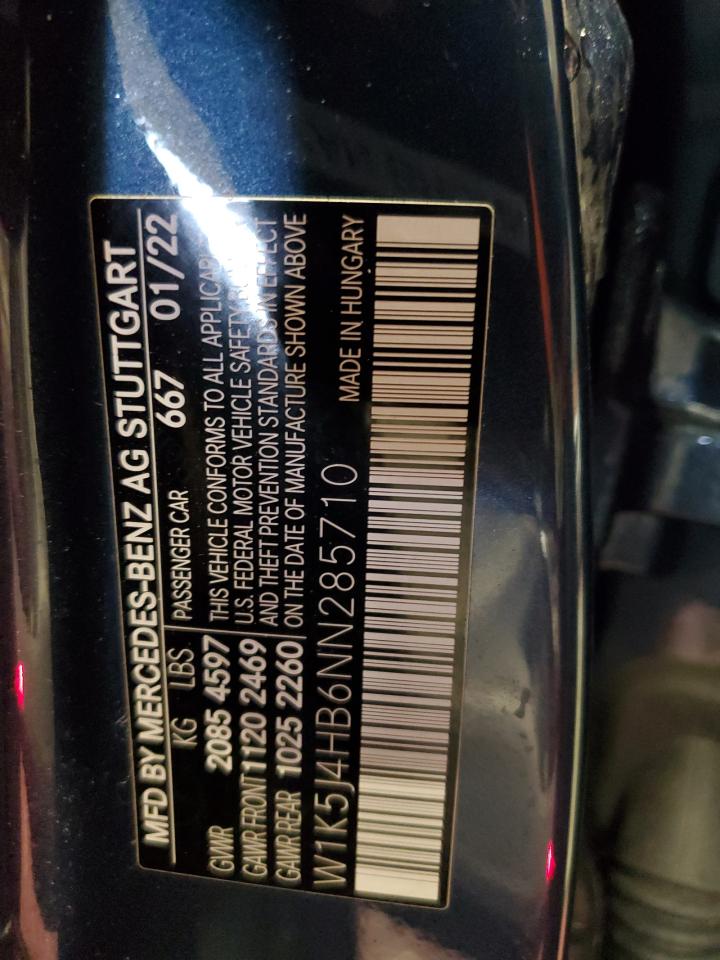 MFD BY MERCEDES-BENZ AG STUTTGART
KG LBS PASSENGER CAR 667 01/22
GVWR 2085 4597
GAWR FRONT 1120 2469
GAWR REAR 1025 2260
THIS VEHICLE CONFORMS TO ALL
U.S. FEDERAL MOTOR VEHICLE SAFETY
AND THEFT PREVENTION STANDARDS IN EFFECT
ON THE DATE OF MANUFACTURE SHOWN ABOVE
W1K5J4HB6NN285710 MADE IN HUNGARY